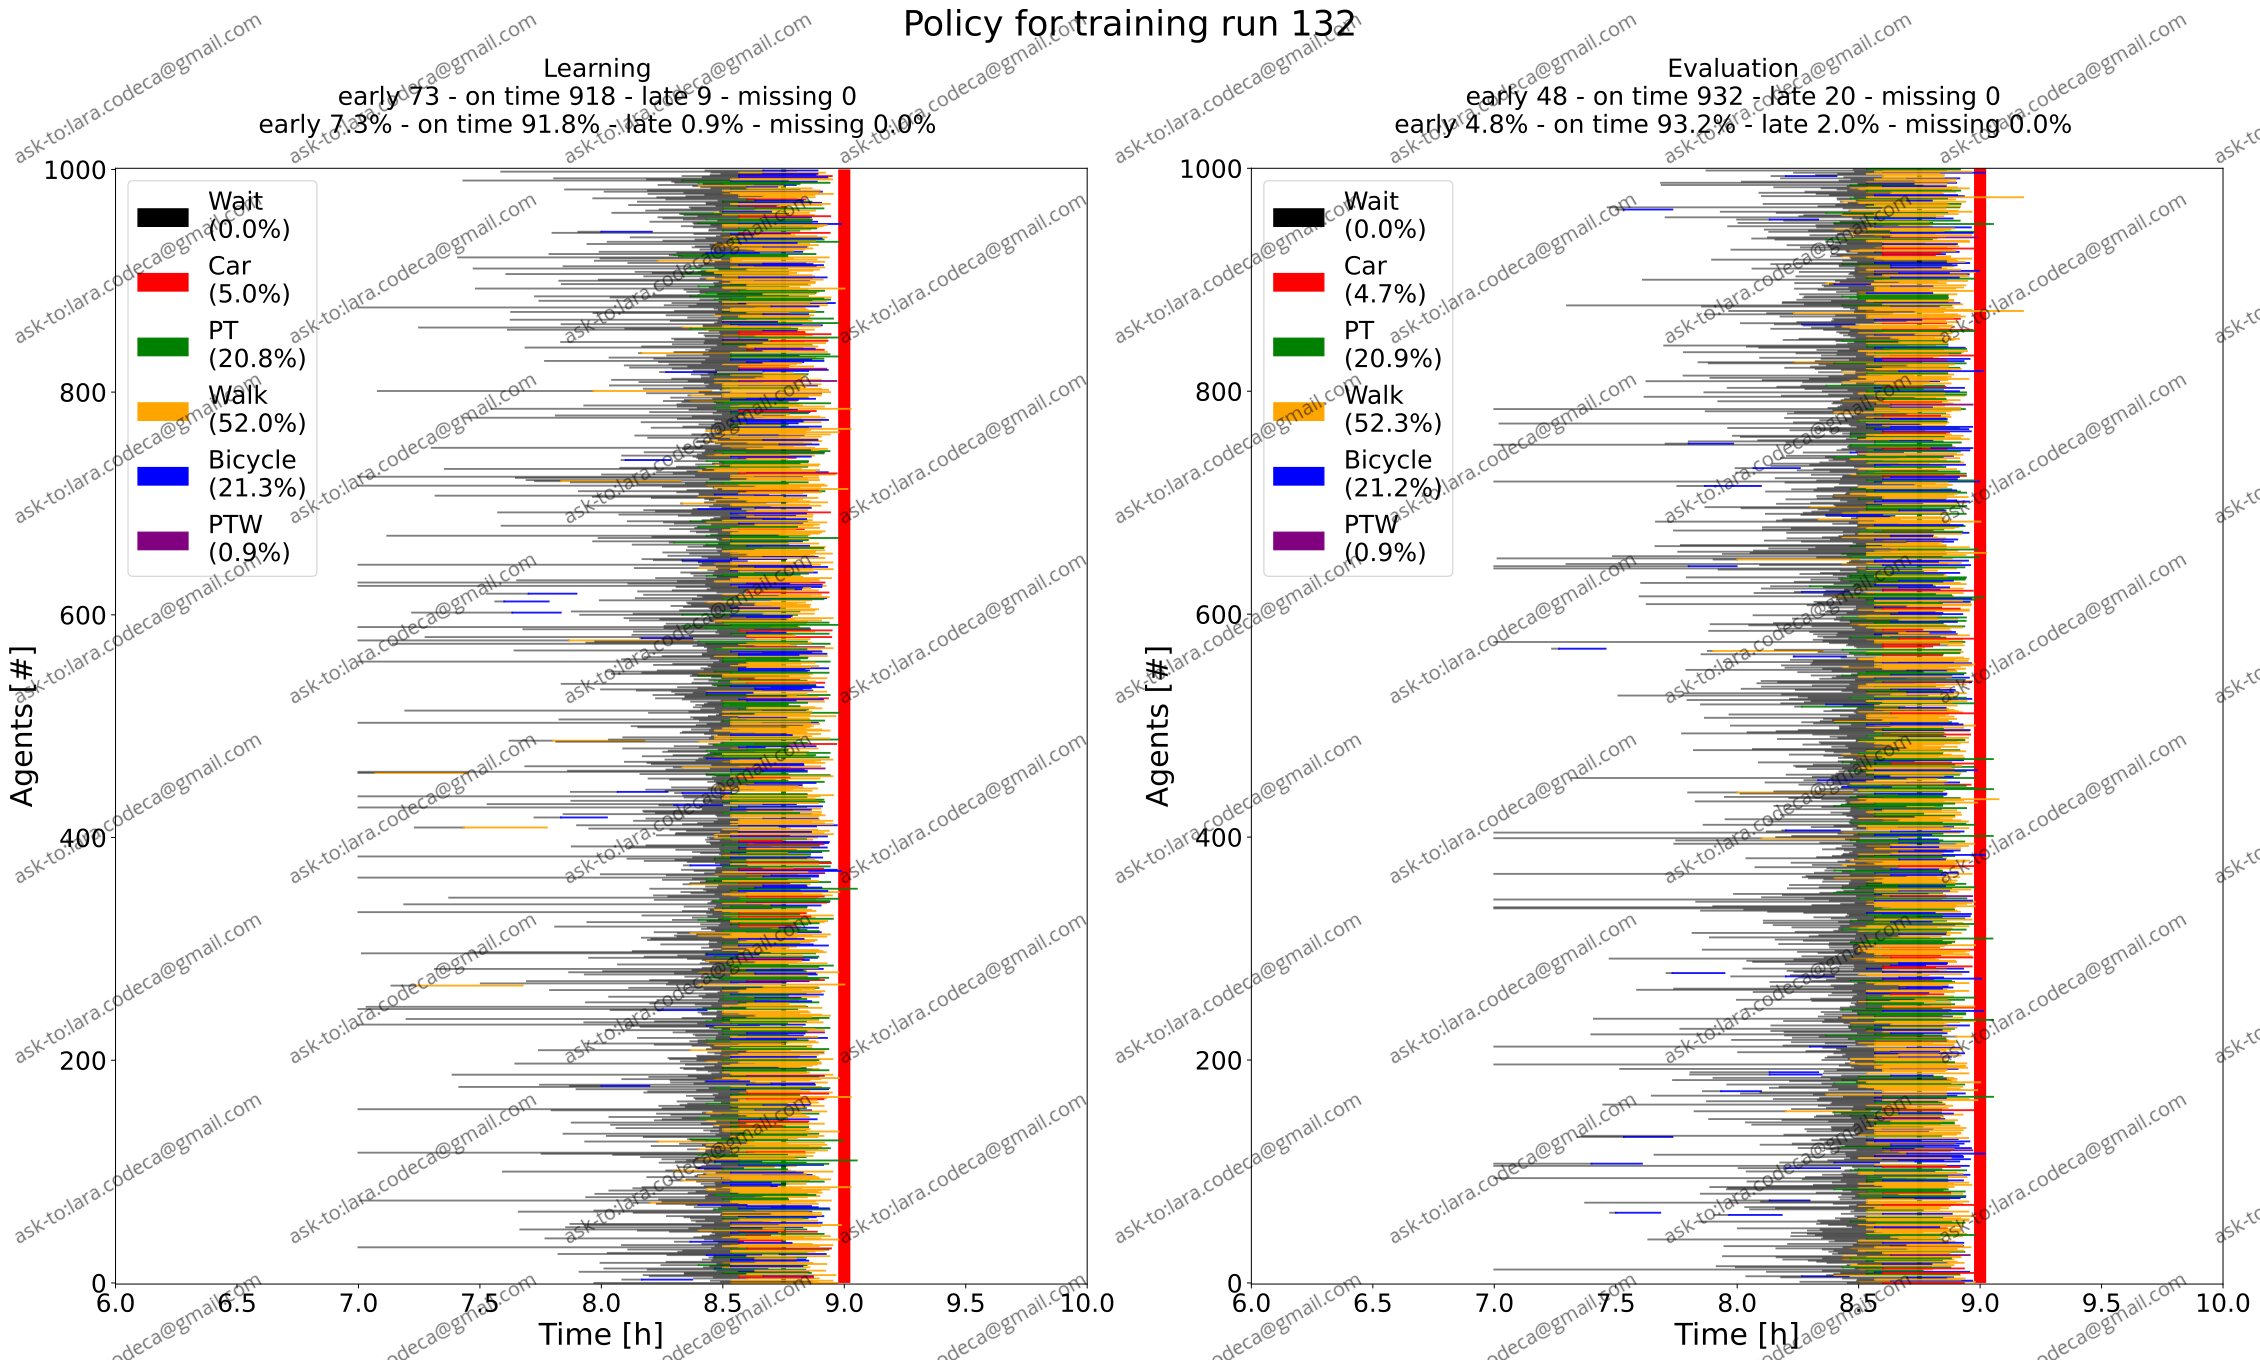 Policy for training run 132
Learning
early 73 - on time 918 - late 9 - missing 0
early 7.3% - on time 91.8% - late 0.9% - missing 0.0%
Agents [#]
1000
800
600
400
200
0
Wait
(0.0%)
Car
(5.0%)
PT
(20.8%)
Walk
(52.0%)
Bicycle
(21.3%)
PTW
(0.9%)
6.0 6.5 7.0 7.5 8.0 8.5 9.0 9.5 10.0
Time [h]
Evaluation
early 48 - on time 932 - late 20 - missing 0
early 4.8% - on time 93.2% - late 2.0% - missing 0.0%
Agents [#]
1000
800
600
400
200
0
Wait
(0.0%)
Car
(4.7%)
PT
(20.9%)
Walk
(52.3%)
Bicycle
(21.2%)
PTW
(0.9%)
6.0 6.5 7.0 7.5 8.0 8.5 9.0 9.5 10.0
Time [h]
ask-to:lara.codeca@gmail.com